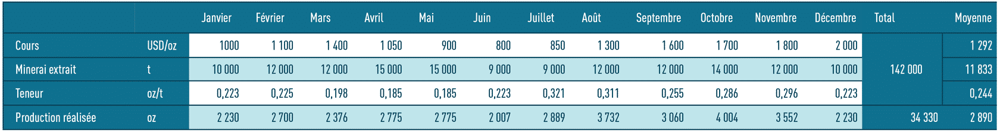 Janvier Février Mars Avril Mai Juin Juillet Août Septembre Octobre Novembre Décembre Total Moyenne
Cours USD/oz 1000 1 100 1 400 1 050 900 800 850 1 300 1 600 1 700 1 800 2 000 1 292
Minerai extrait t 10 000 12 000 12 000 15 000 15 000 9 000 9 000 12 000 12 000 14 000 12 000 10 000 142 000 11 833
Teneur oz/t 0,223 0,225 0,198 0,185 0,185 0,223 0,321 0,311 0,255 0,286 0,296 0,223 0,244
Production réalisée oz 2 230 2 700 2 376 2 775 2 775 2 007 2 889 3 732 3 060 4 004 3 552 2 230 34 330 2 890